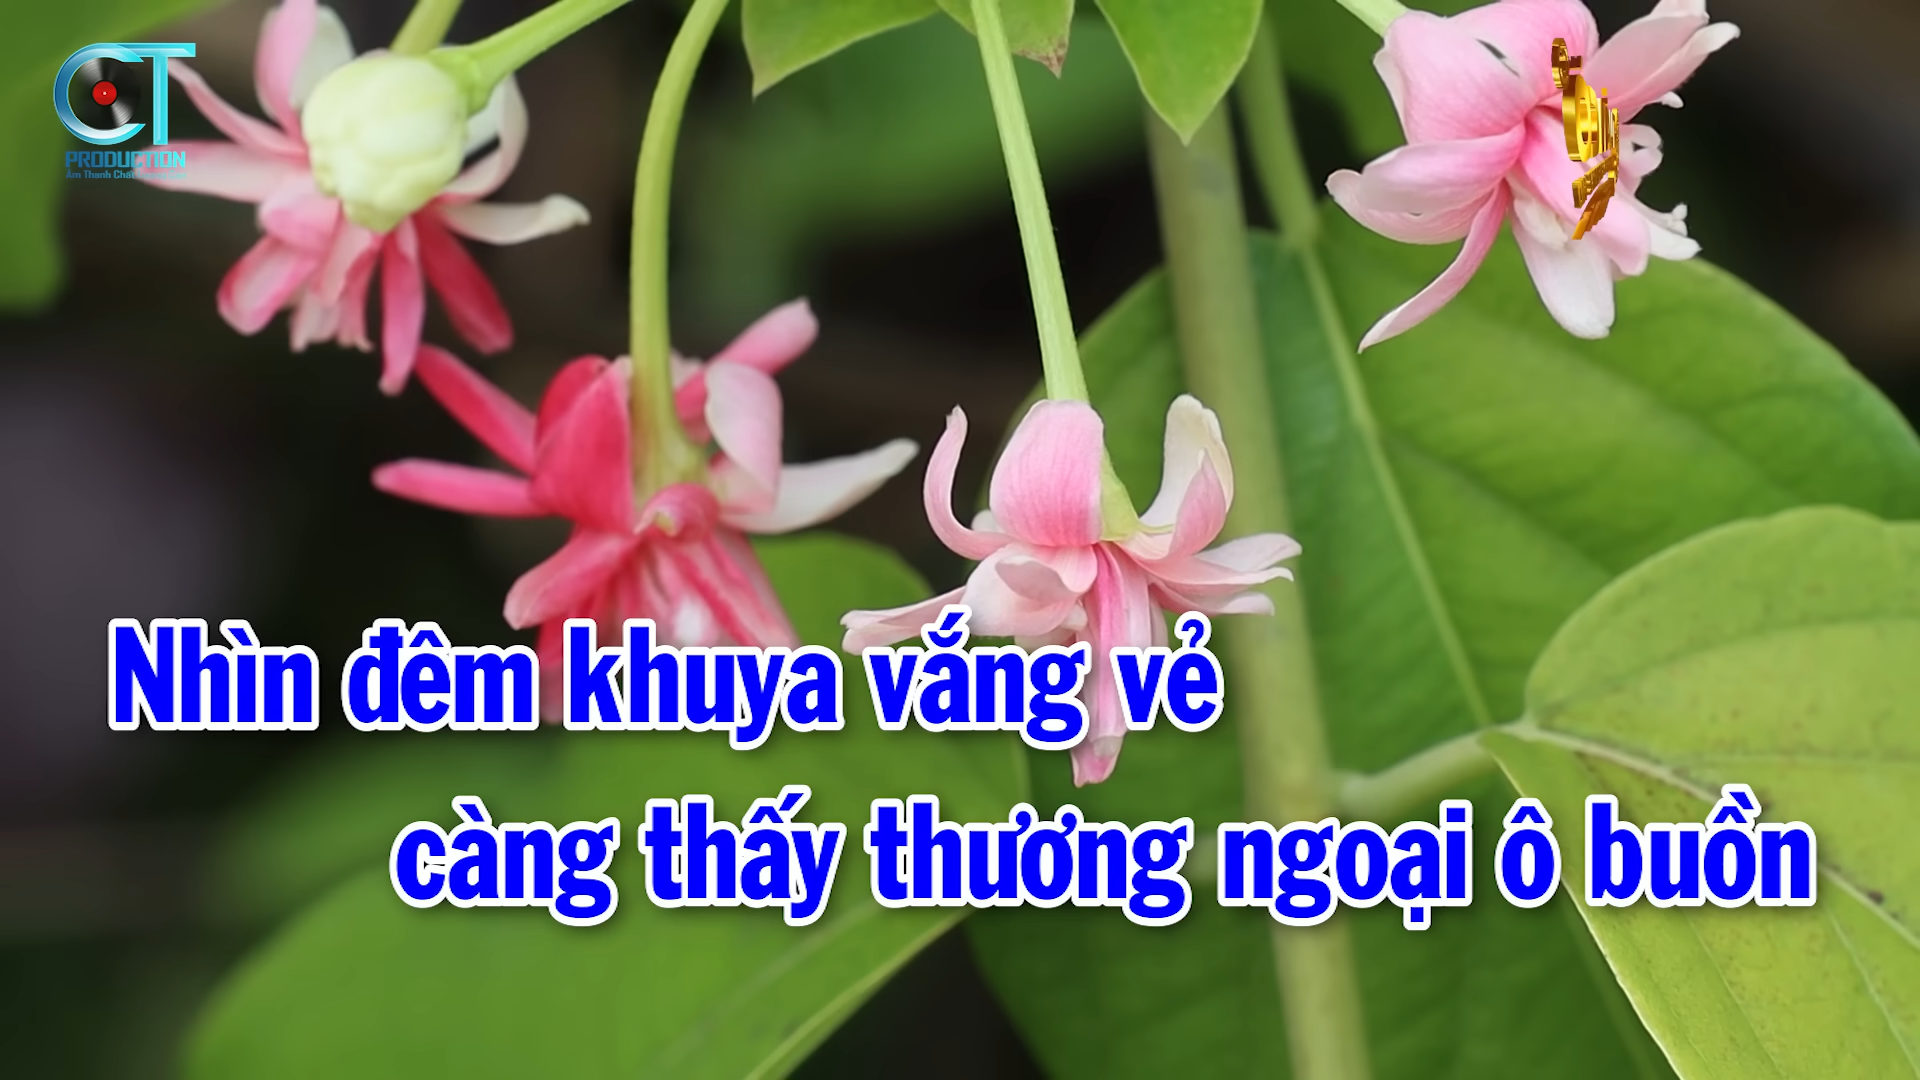 CT
PRODUCTION
Nhìn đêm khuya vắng vẻ
càng thấy thương ngoại ô buồn